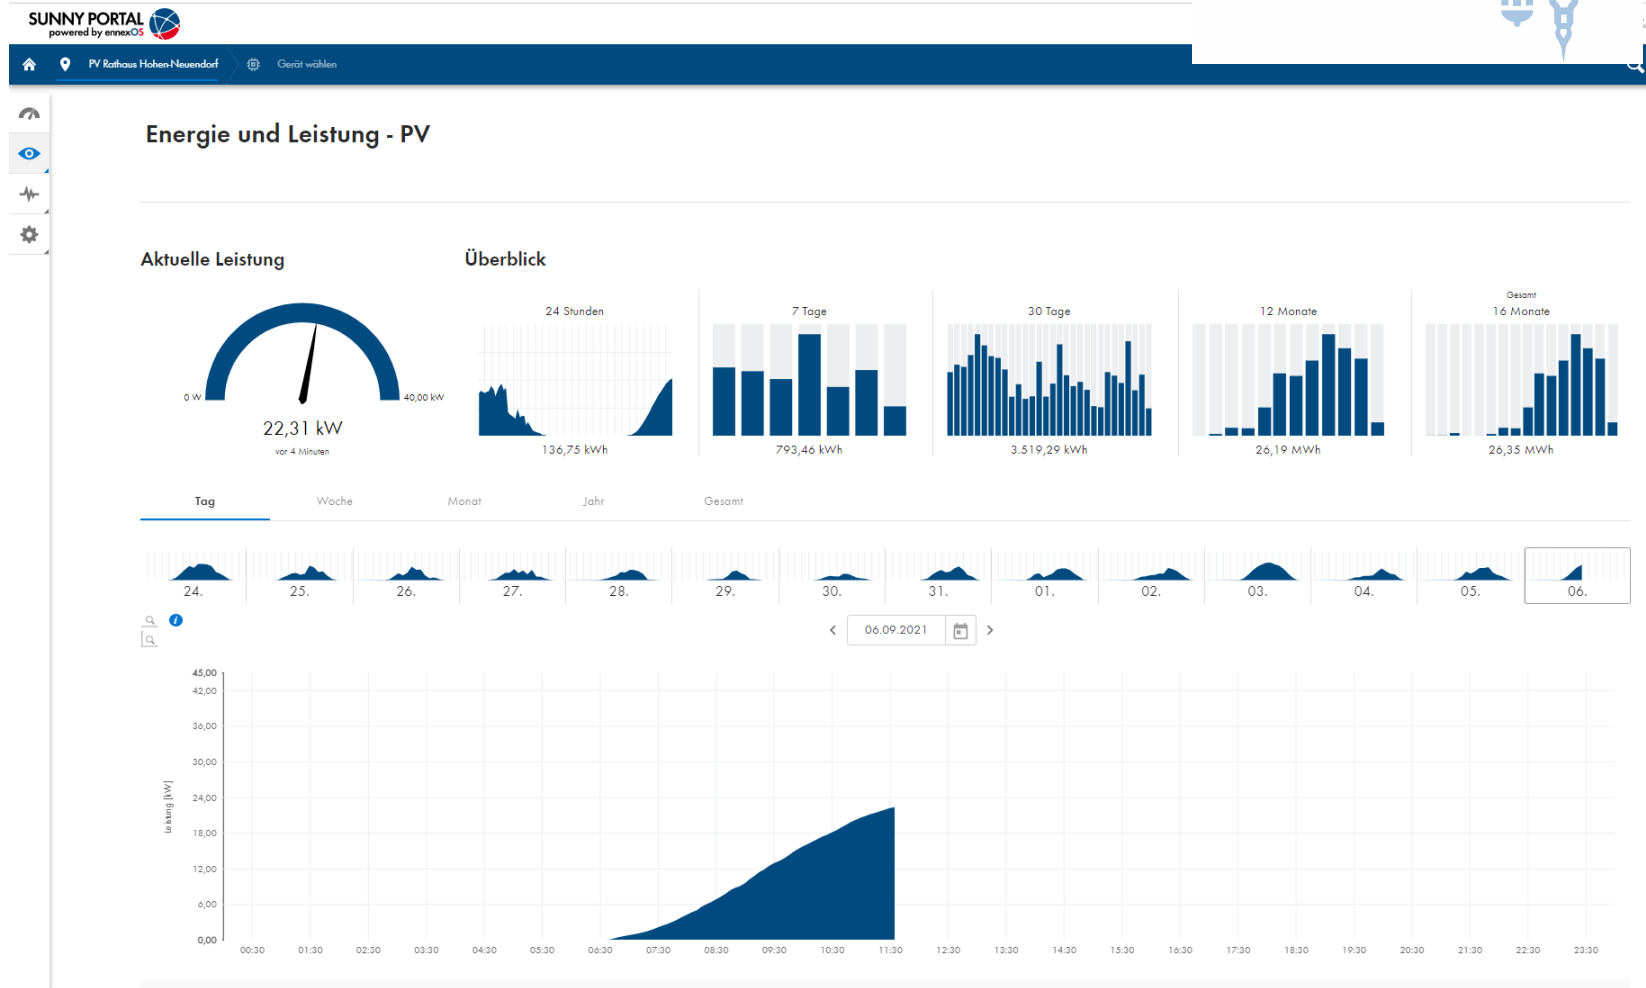 SUNNY PORTAL
powered by ennexOS
PV Rathaus Hohen-Neuendorf
Gerät wählen
Energie und Leistung - PV
Aktuelle Leistung
Überblick
0 W
40,00 kW
22,31 kW
vor 4 Minuten
24 Stunden
136,75 kWh
7 Tage
793,46 kWh
30 Tage
3.519,29 kWh
12 Monate
26,19 MWh
Gesamt
16 Monate
26,35 MWh
Tag Woche Monat Jahr Gesamt
24. 25. 26. 27. 28. 29. 30. 31. 01. 02. 03. 04. 05. 06.
06.09.2021
Leistung [kW]
45,00
42,00
36,00
30,00
24,00
18,00
12,00
6,00
0,00
00:30 01:30 02:30 03:30 04:30 05:30 06:30 07:30 08:30 09:30 10:30 11:30 12:30 13:30 14:30 15:30 16:30 17:30 18:30 19:30 20:30 21:30 22:30 23:30